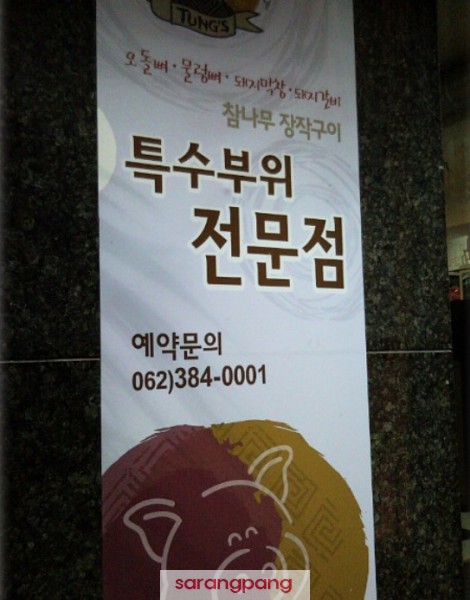 TUNG'S
오돌뼈·물렁뼈·돼지막창·돼지갈비
참나무 장작구이
특수부위
전문점
예약문의
062)384-0001
sarangpang